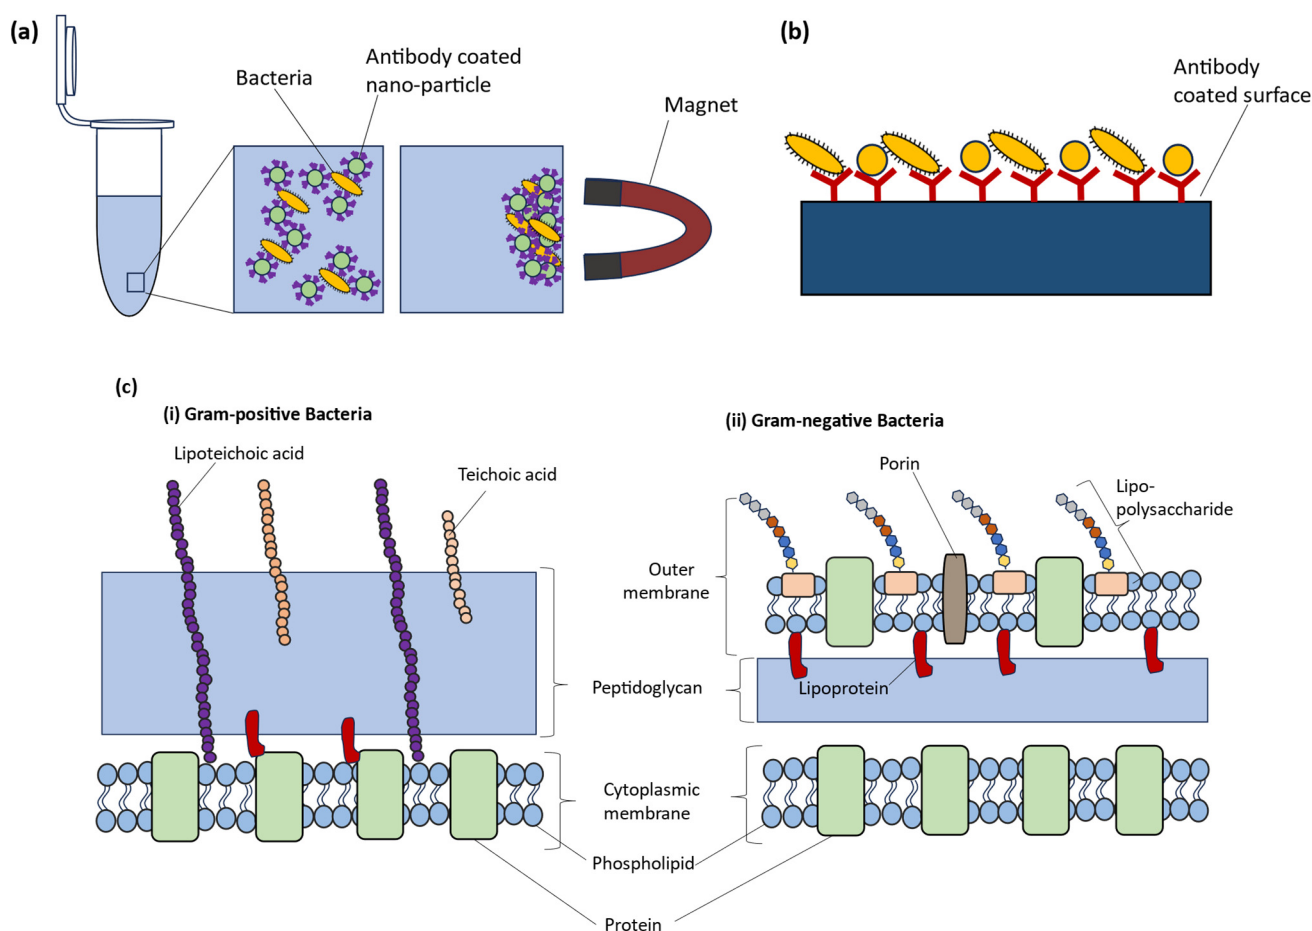 (a)
Bacteria
Antibody coated
nano-particle
Magnet
(b)
Antibody
coated surface
(c)
(i) Gram-positive Bacteria
Lipoteichoic acid
Teichoic acid
(ii) Gram-negative Bacteria
Porin
Lipo-
polysaccharide
Outer
membrane
Peptidoglycan
Lipoprotein
Cytoplasmic
membrane
Phospholipid
Protein